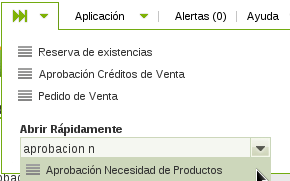 Aplicación Alertas (0) Ayuda
Reserva de existencias
Aprobación Créditos de Venta
Pedido de Venta
Abrir Rápidamente
aprobacion n
Aprobación Necesidad de Productos